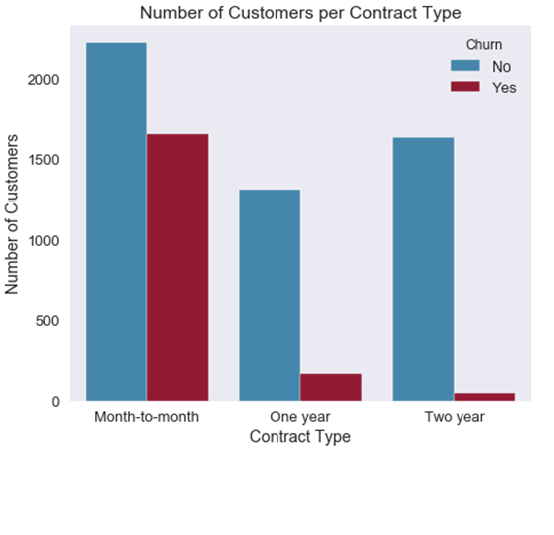 Number of Customers per Contract Type
Churn
No
Yes
2000
1500
1000
500
0
Number of Customers
Month-to-month
One year
Two year
Contract Type